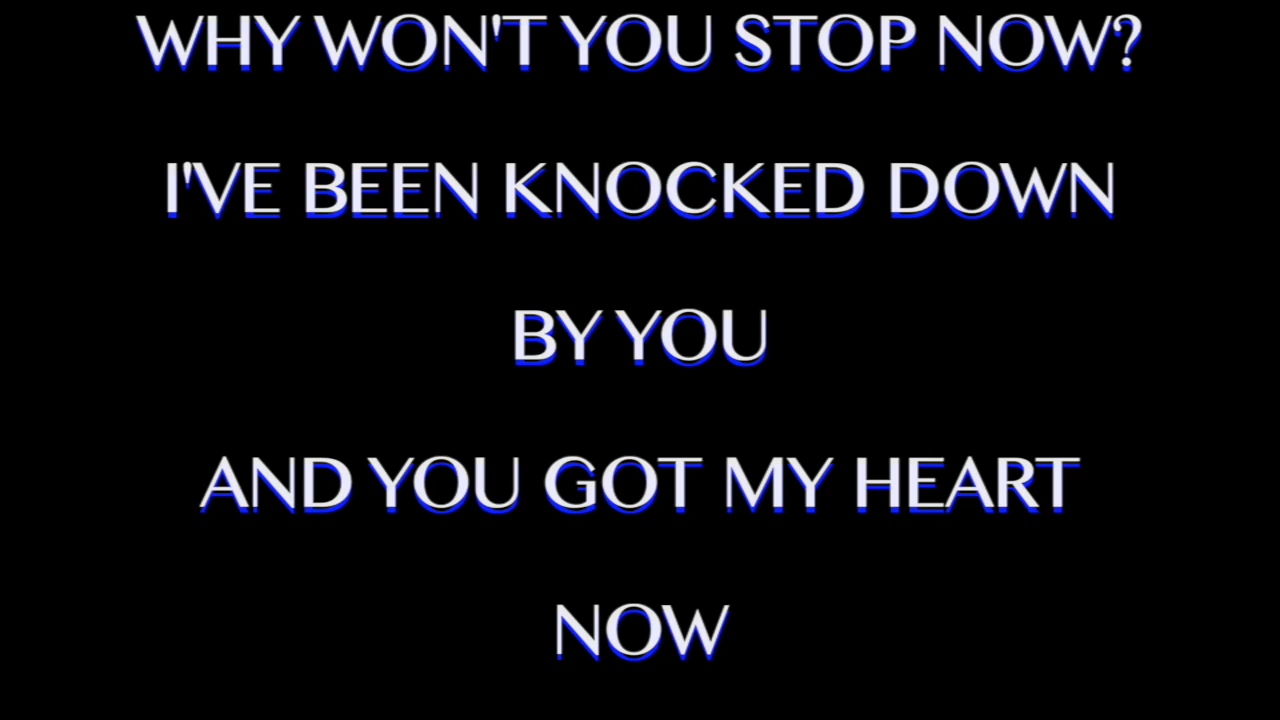 WHY WON'T YOU STOP NOW?
I'VE BEEN KNOCKED DOWN
BY YOU
AND YOU GOT MY HEART
NOW